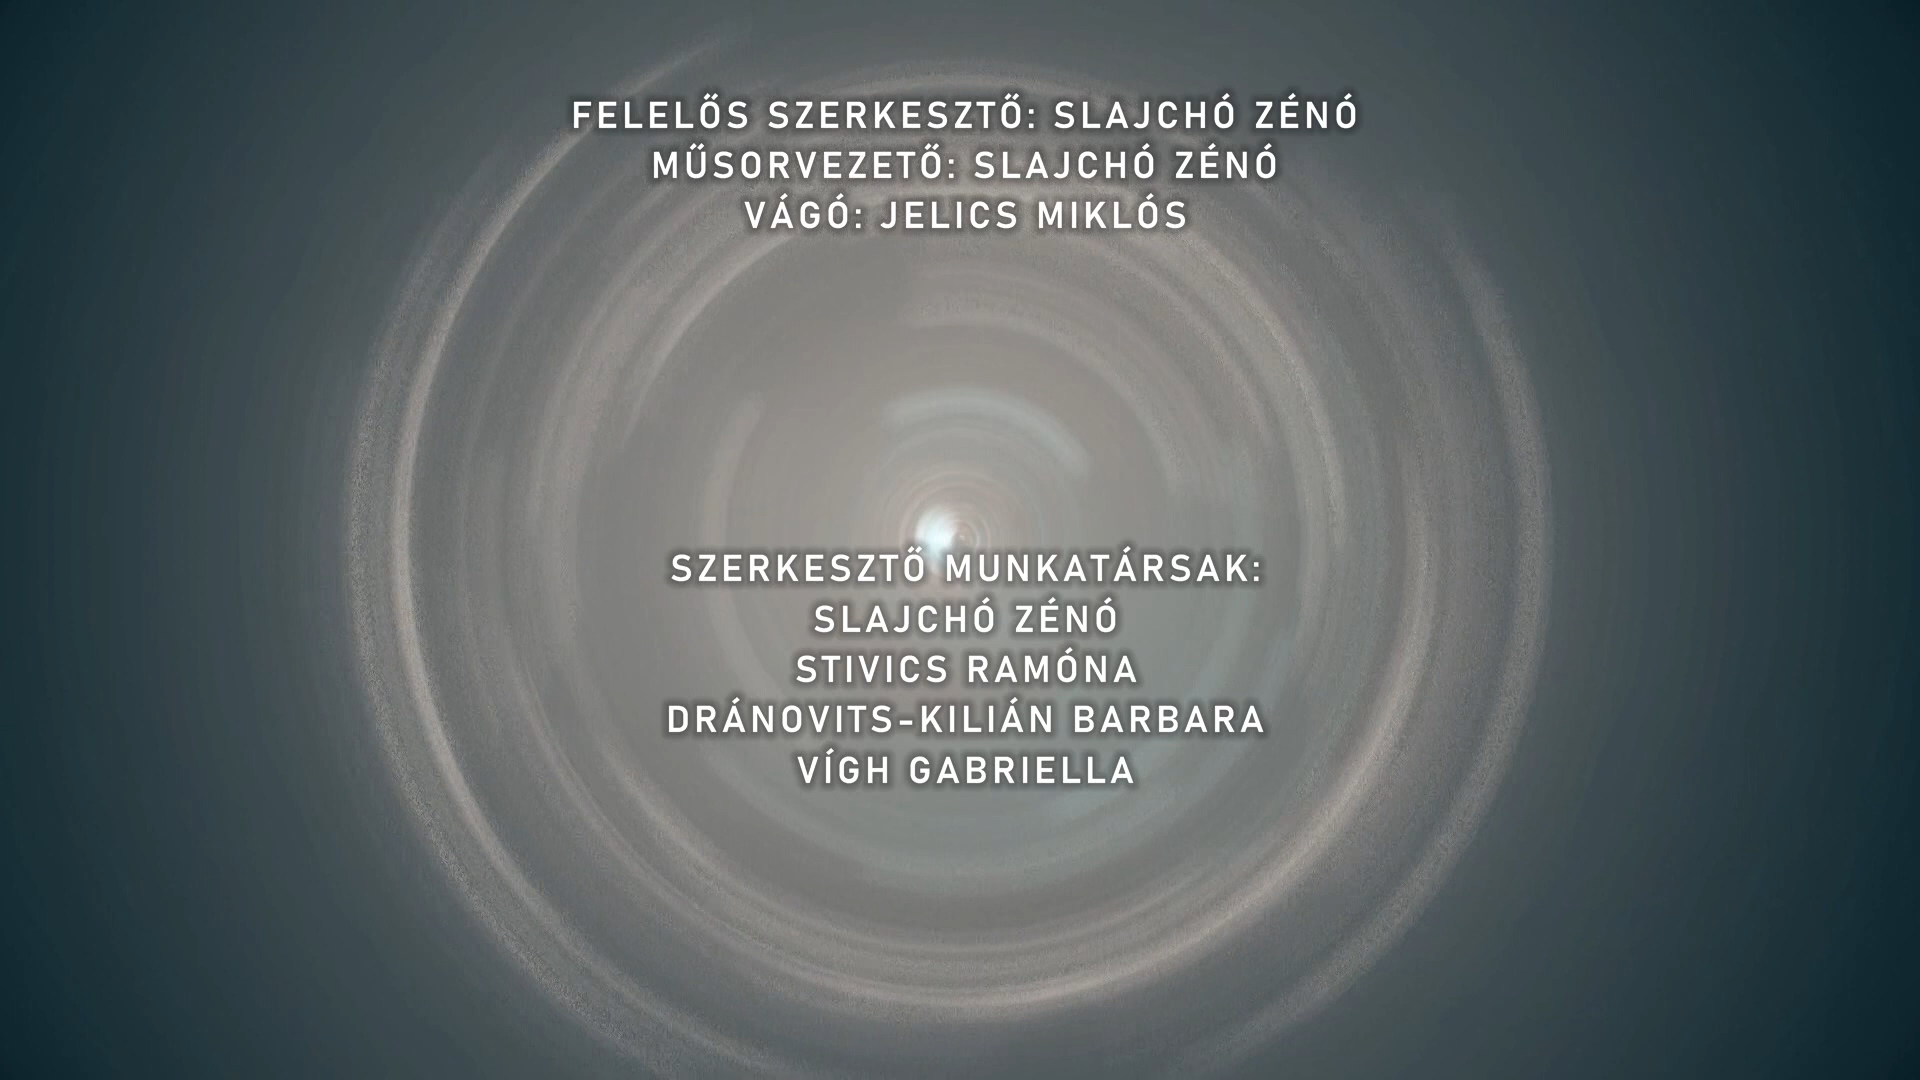 FELELŐS SZERKESZTŐ: SLAJCHÓ ZÉNÓ
MŰSORVEZETŐ: SLAJCHÓ ZÉNÓ
VÁGÓ: JELICS MIKLÓS
SZERKESZTŐ MUNKATÁRSAK:
SLAJCHÓ ZÉNÓ
STIVICS RAMÓNA
DRÁNOVITS-KILIÁN BARBARA
VÍGH GABRIELLA